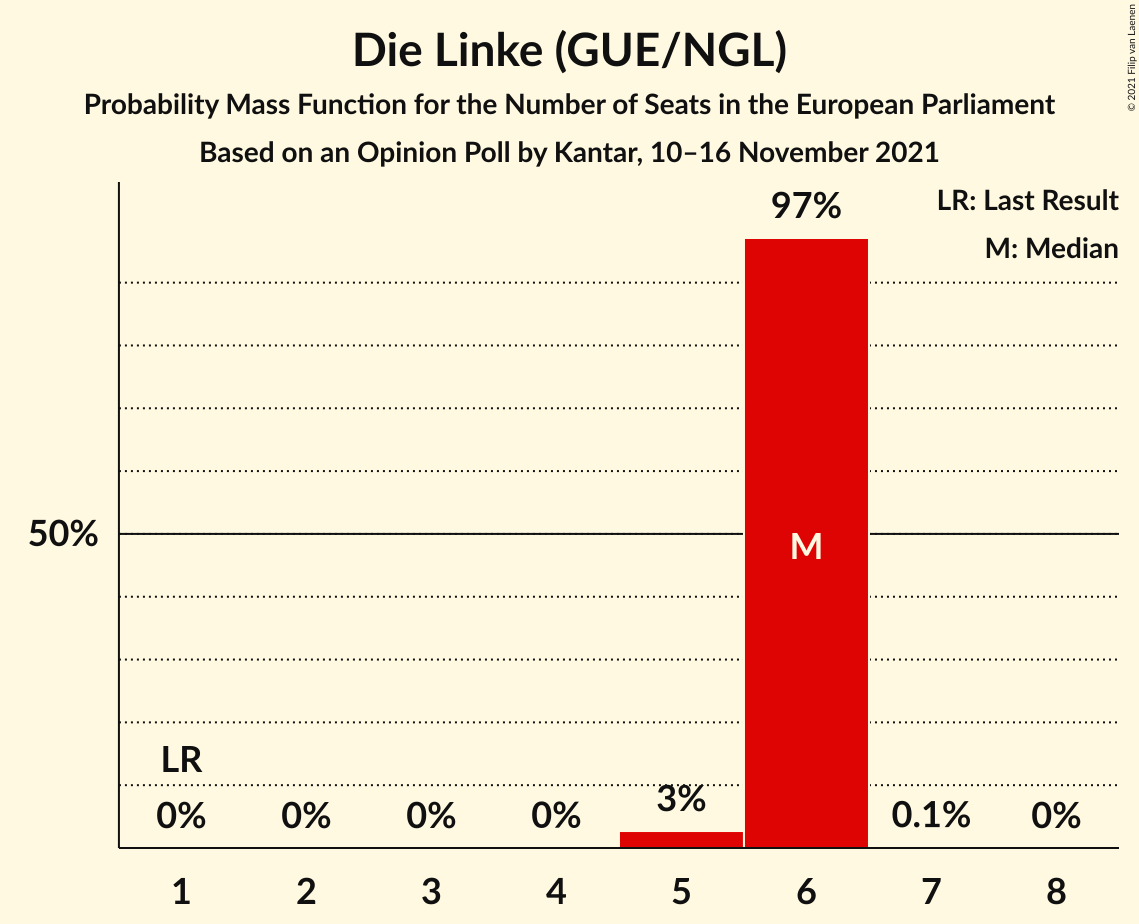 Die Linke (GUE/NGL)
Probability Mass Function for the Number of Seats in the European Parliament
Based on an Opinion Poll by Kantar, 10–16 November 2021
© 2021 Filip van Laenen
LR: Last Result
M: Median
97%
50%
M
LR
0%
0%
0%
0%
3%
0.1%
0%
1
2
3
4
5
6
7
8